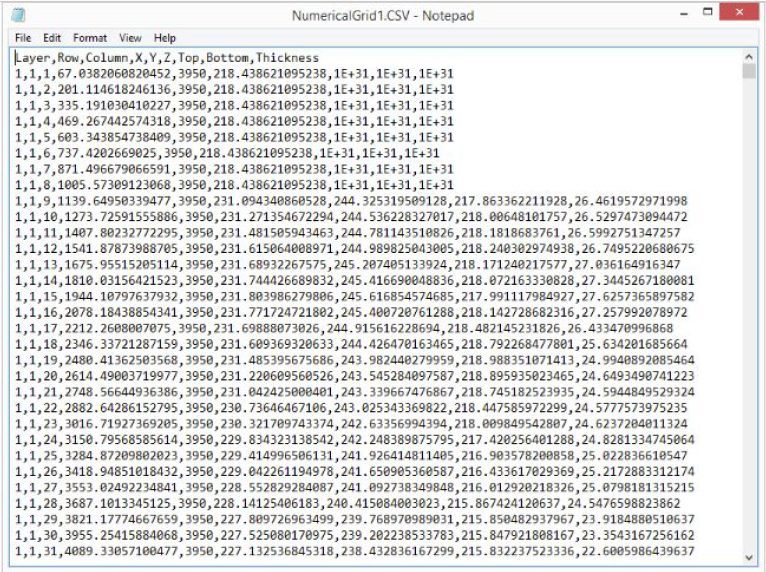 NumericalGrid1.CSV - Notepad
File Edit Format View Help
Layer,Row,Column,X,Y,Z,Top,Bottom,Thickness
1,1,1,67.0382060820452,3950,218.438621095238,1E+31,1E+31,1E+31
1,1,2,201.114618246136,3950,218.438621095238,1E+31,1E+31,1E+31
1,1,3,335.191030410227,3950,218.438621095238,1E+31,1E+31,1E+31
1,1,4,469.267442574318,3950,218.438621095238,1E+31,1E+31,1E+31
1,1,5,603.343854738409,3950,218.438621095238,1E+31,1E+31,1E+31
1,1,6,737.4202669025,3950,218.438621095238,1E+31,1E+31,1E+31
1,1,7,871.496679066591,3950,218.438621095238,1E+31,1E+31,1E+31
1,1,8,1005.57309123068,3950,218.438621095238,1E+31,1E+31,1E+31
1,1,9,1139.64950339477,3950,231.094340860528,244.325319509128,217.863362211928,26.4619572971998
1,1,10,1273.72591555886,3950,231.271354672294,244.536228327017,218.00648101757,26.5297473094472
1,1,11,1407.80232772295,3950,231.481505943463,244.781143510826,218.1818683761,26.5992751347257
1,1,12,1541.87873988705,3950,231.615064008971,244.989825043005,218.240302974938,26.7495220680675
1,1,13,1675.95515205114,3950,231.68932267575,245.207405133924,218.171240217577,27.036164916347
1,1,14,1810.03156421523,3950,231.744426689832,245.416690048836,218.072163330828,27.3445267180081
1,1,15,1944.10797637932,3950,231.803986279806,245.616854574685,217.991117984927,27.6257365897582
1,1,16,2078.18438854341,3950,231.771724721802,245.400720761288,218.142728682316,27.257992078972
1,1,17,2212.2608007075,3950,231.69888073026,244.915616228694,218.482145231826,26.433470996868
1,1,18,2346.33721287159,3950,231.609369320633,244.426470163465,218.792268477801,25.634201685664
1,1,19,2480.41362503568,3950,231.485395675686,243.982440279959,218.988351071413,24.9940892085464
1,1,20,2614.49003719977,3950,231.220609560526,243.545284097587,218.895935023465,24.6493490741223
1,1,21,2748.56644936386,3950,231.042425000401,243.339667476867,218.745182523935,24.5944849529324
1,1,22,2882.64286152795,3950,230.73646467106,243.025343369822,218.447585972299,24.5777573975235
1,1,23,3016.71927369205,3950,230.321709743374,242.63356994394,218.009849542807,24.6237204011324
1,1,24,3150.79568585614,3950,229.834323138542,242.248389875795,217.420256401288,24.8281334745064
1,1,25,3284.87209802023,3950,229.414996506131,241.926414811405,216.903578200858,25.022836610547
1,1,26,3418.94851018432,3950,229.042261194978,241.650905360587,216.433617029369,25.2172883312174
1,1,27,3553.02492234841,3950,228.552829284087,241.092738349848,216.012920218326,25.0798181315215
1,1,28,3687.1013345125,3950,228.14125406183,240.415084003023,215.867424120637,24.5476598823862
1,1,29,3821.17774667659,3950,227.809726963499,239.768970989031,215.850482937967,23.9184880510637
1,1,30,3955.25415884068,3950,227.525080170975,239.202238533783,215.847921808167,23.3543167256162
1,1,31,4089.33057100477,3950,227.132536845318,238.432836167299,215.832237523336,22.6005986439637